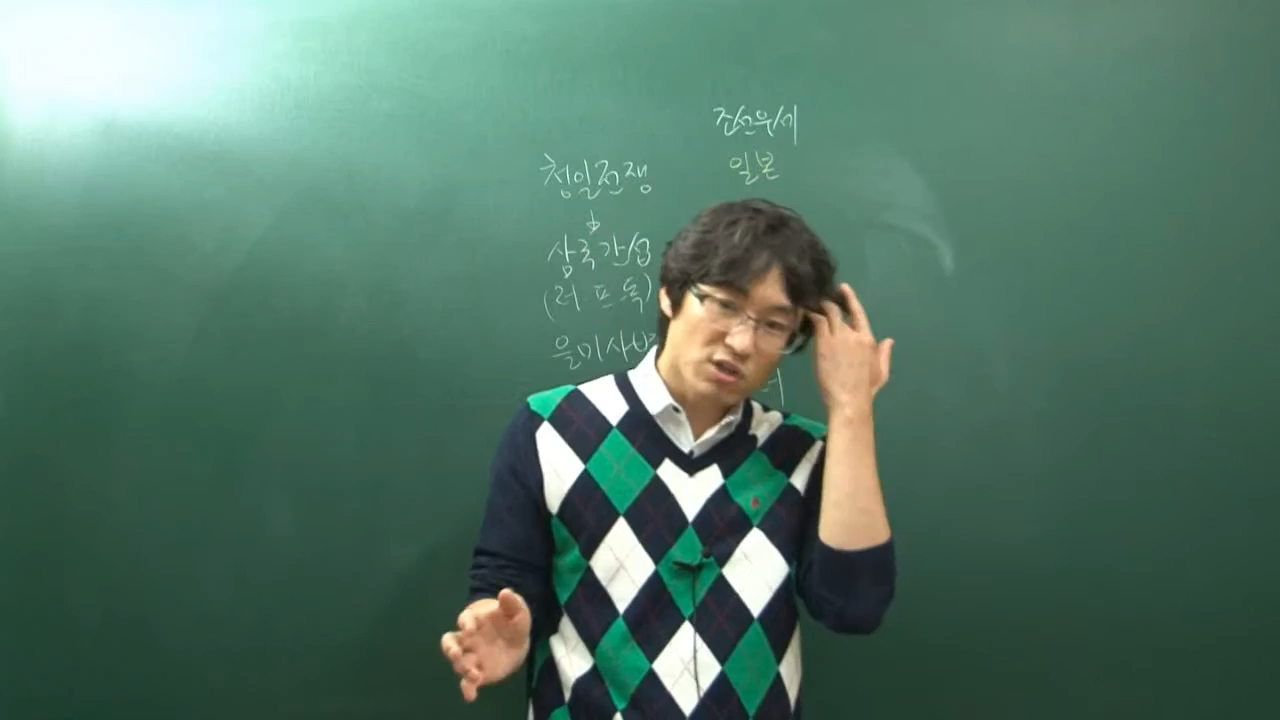 조선우세
일본
청일전쟁
↓
삼국간섭
(러·프·독)
을미사변